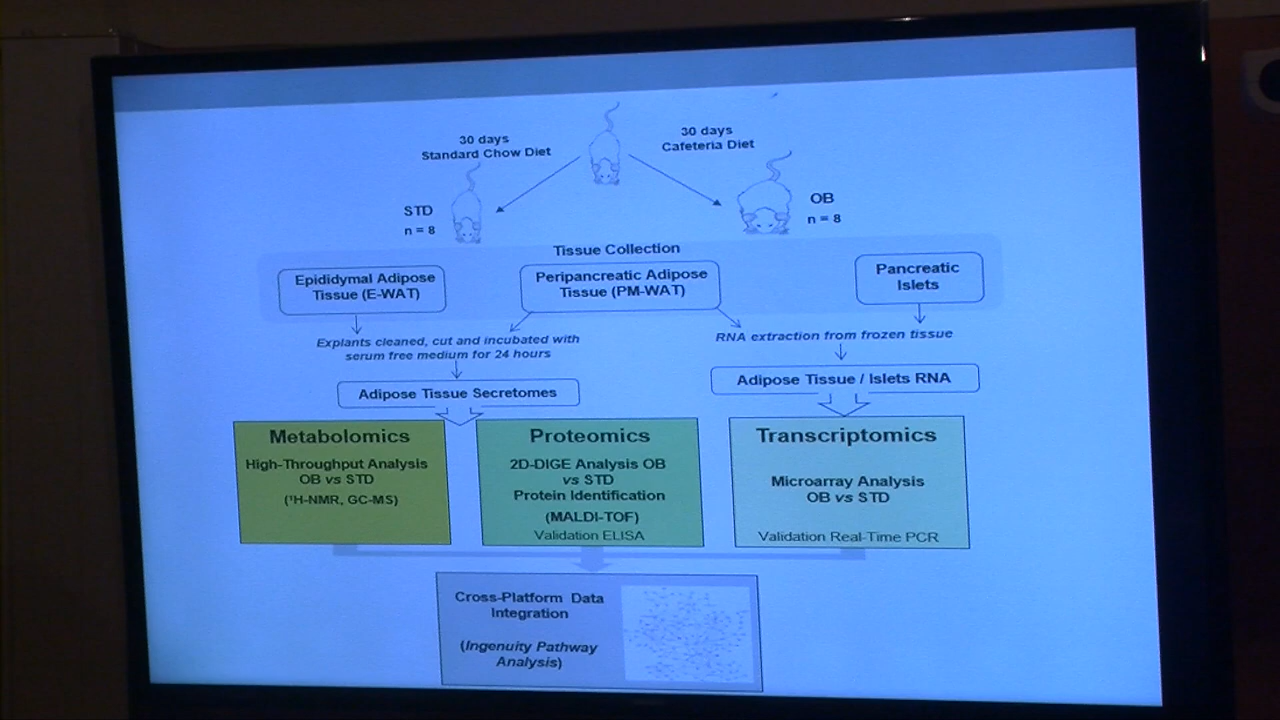 30 days
Standard Chow Diet
30 days
Cafeteria Diet
STD
n = 8
OB
n = 8
Tissue Collection
Epididymal Adipose
Tissue (E-WAT)
Peripancreatic Adipose
Tissue (PM-WAT)
Pancreatic
Islets
Explants cleaned, cut and incubated with
serum free medium for 24 hours
RNA extraction from frozen tissue
Adipose Tissue Secretomes
Adipose Tissue / Islets RNA
Metabolomics
High-Throughput Analysis
OB vs STD
(¹H-NMR, GC-MS)
Proteomics
2D-DIGE Analysis OB
vs STD
Protein Identification
(MALDI-TOF)
Validation ELISA
Transcriptomics
Microarray Analysis
OB vs STD
Validation Real-Time PCR
Cross-Platform Data
Integration
(Ingenuity Pathway
Analysis)